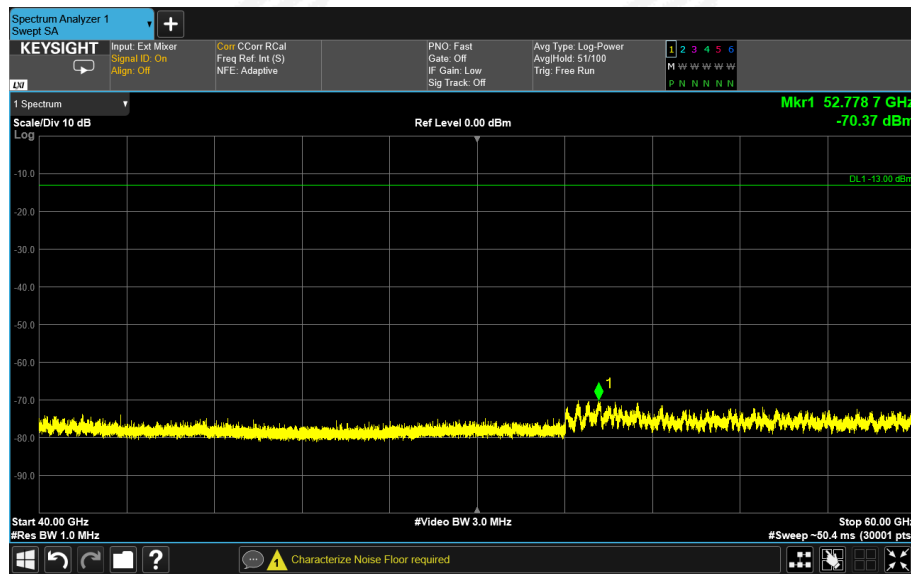 Spectrum Analyzer 1
Swept SA
+
KEYSIGHT
LXI
Input: Ext Mixer
Signal ID: On
Align: Off
Corr CCorr RCal
Freq Ref: Int (S)
NFE: Adaptive
PNO: Fast
Gate: Off
IF Gain: Low
Sig Track: Off
Avg Type: Log-Power
Avg|Hold: 51/100
Trig: Free Run
1 2 3 4 5 6
M W W W W W
P N N N N N
1 Spectrum
Mkr1 52.778 7 GHz
Scale/Div 10 dB
Ref Level 0.00 dBm
-70.37 dBm
Log
-10.0
DL1 -13.00 dBm
-20.0
-30.0
-40.0
-50.0
-60.0
1
-70.0
-80.0
-90.0
Start 40.00 GHz
#Video BW 3.0 MHz
Stop 60.00 GHz
#Res BW 1.0 MHz
#Sweep ~50.4 ms (30001 pts
?
1
Characterize Noise Floor required